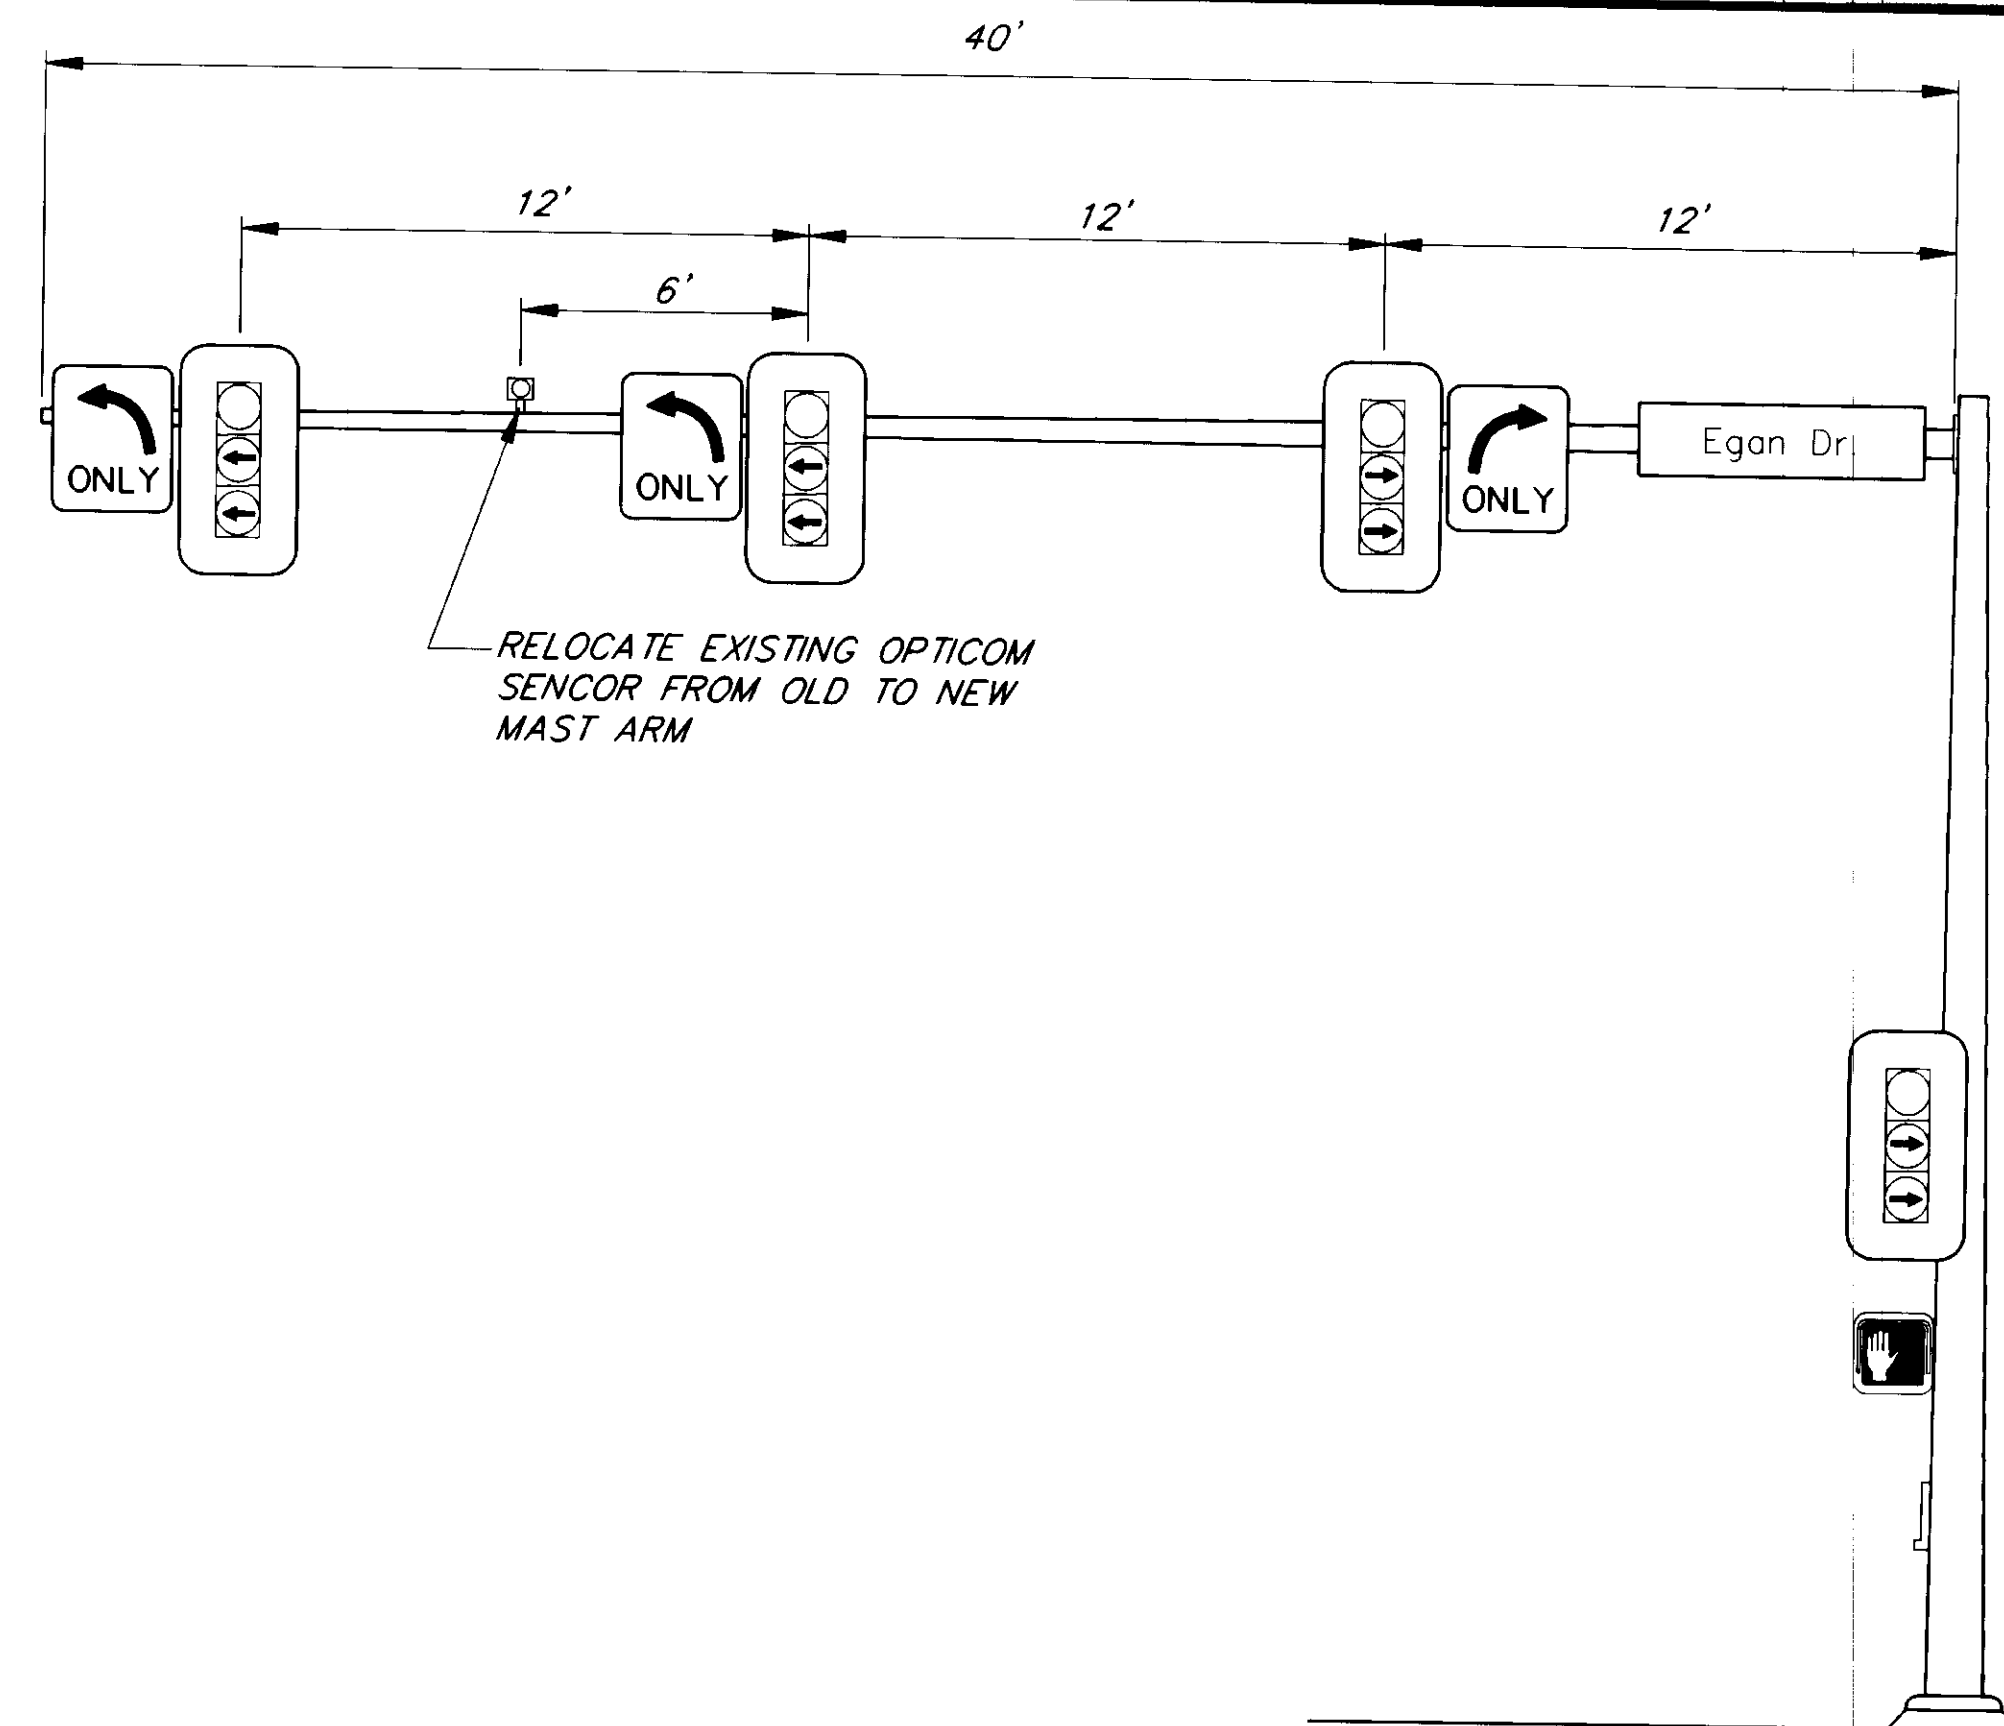 40'
12'
12'
12'
6'
ONLY
ONLY
ONLY
Egan Dr.
RELOCATE EXISTING OPTICOM
SENCOR FROM OLD TO NEW
MAST ARM